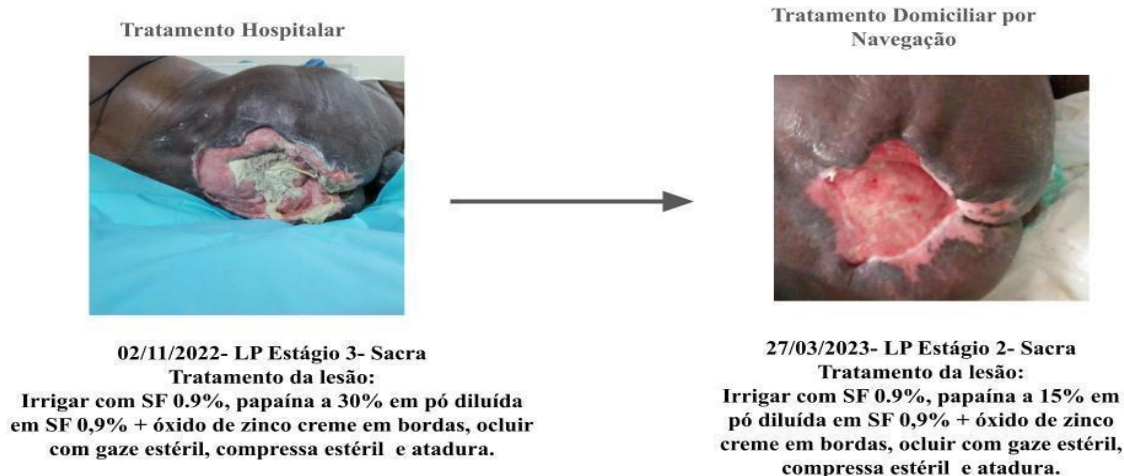 Tratamento Hospitalar
Tratamento Domiciliar por
Navegação
02/11/2022- LP Estágio 3- Sacra
Tratamento da lesão:
Irrigar com SF 0.9%, papaína a 30% em pó diluída
em SF 0,9% + óxido de zinco creme em bordas, ocluir
com gaze estéril, compressa estéril e atadura.
27/03/2023- LP Estágio 2- Sacra
Tratamento da lesão:
Irrigar com SF 0.9%, papaína a 15% em
pó diluída em SF 0,9% + óxido de zinco
creme em bordas, ocluir com gaze estéril,
compressa estéril e atadura.